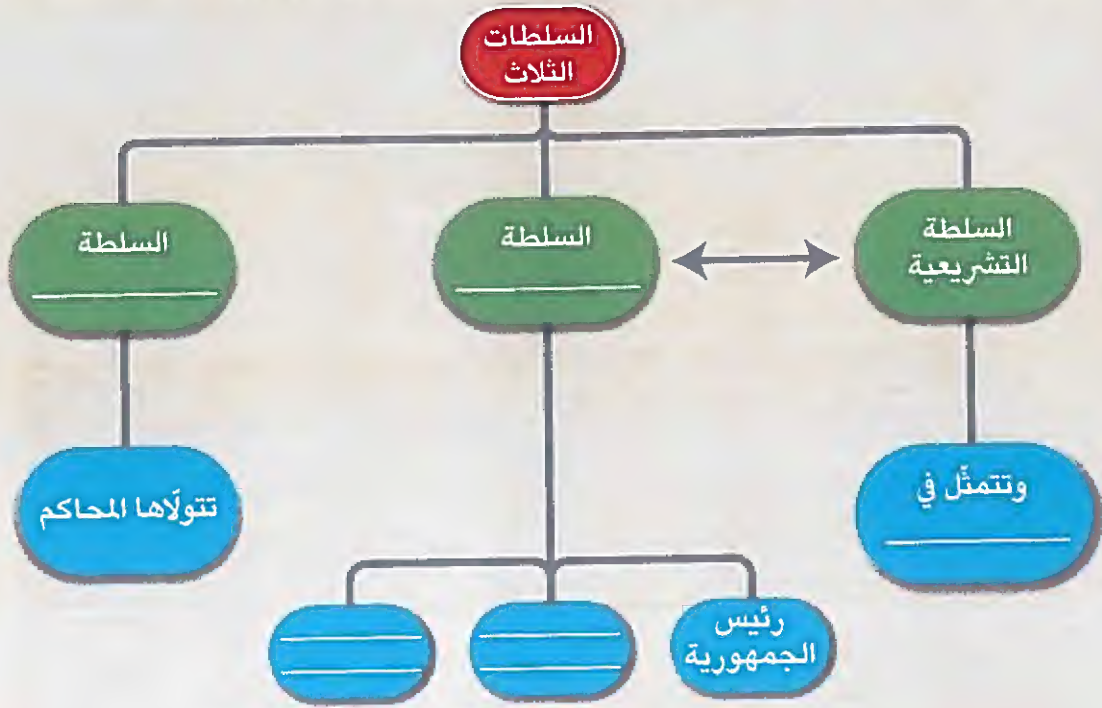 السلطات
الثلاث
السلطة
التشريعية
السلطة
السلطة
وتتمثّل في
تتولّاها المحاكم
رئيس
الجمهورية